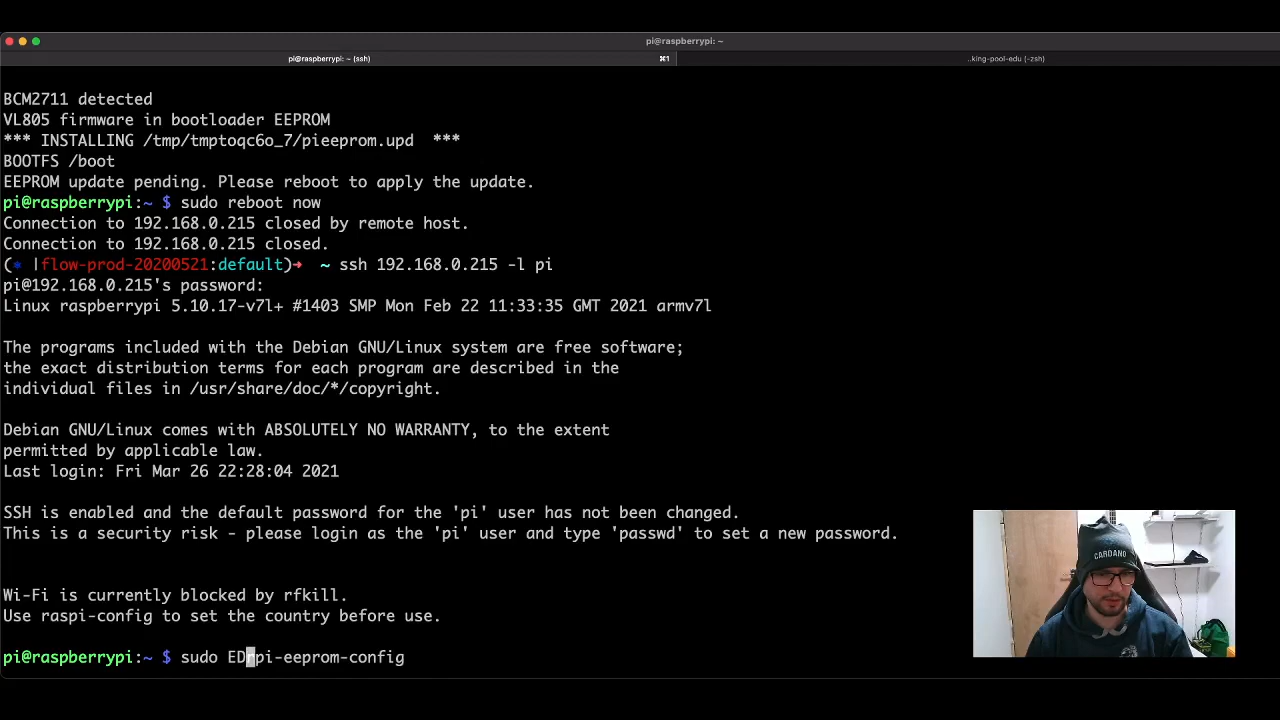 pi@raspberrypi: ~
pi@raspberrypi: ~ (ssh)
⌘1
..king-pool-edu (-zsh)
BCM2711 detected
VL805 firmware in bootloader EEPROM
*** INSTALLING /tmp/tmptoqc6o_7/pieeprom.upd  ***
BOOTFS /boot
EEPROM update pending. Please reboot to apply the update.
pi@raspberrypi:~ $ sudo reboot now
Connection to 192.168.0.215 closed by remote host.
Connection to 192.168.0.215 closed.
(* |flow-prod-20200521:default)➜  ~ ssh 192.168.0.215 -l pi
pi@192.168.0.215's password:
Linux raspberrypi 5.10.17-v7l+ #1403 SMP Mon Feb 22 11:33:35 GMT 2021 armv7l
The programs included with the Debian GNU/Linux system are free software;
the exact distribution terms for each program are described in the
individual files in /usr/share/doc/*/copyright.
Debian GNU/Linux comes with ABSOLUTELY NO WARRANTY, to the extent
permitted by applicable law.
Last login: Fri Mar 26 22:28:04 2021
SSH is enabled and the default password for the 'pi' user has not been changed.
This is a security risk - please login as the 'pi' user and type 'passwd' to set a new password.
Wi-Fi is currently blocked by rfkill.
Use raspi-config to set the country before use.
pi@raspberrypi:~ $ sudo EDrpi-eeprom-config
CARDANO